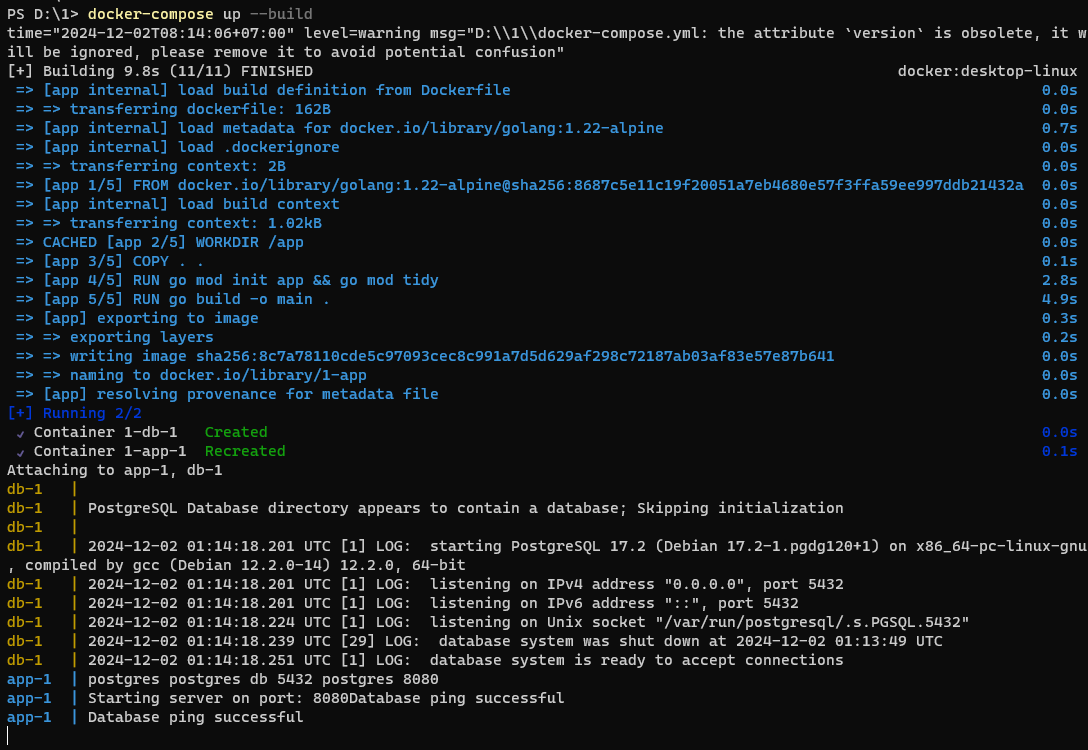 PS D:\1> docker-compose up --build
time="2024-12-02T08:14:06+07:00" level=warning msg="D:\\1\\docker-compose.yml: the attribute `version` is obsolete, it w
ill be ignored, please remove it to avoid potential confusion"
[+] Building 9.8s (11/11) FINISHED docker:desktop-linux
=> [app internal] load build definition from Dockerfile 0.0s
=> => transferring dockerfile: 162B 0.0s
=> [app internal] load metadata for docker.io/library/golang:1.22-alpine 0.7s
=> [app internal] load .dockerignore 0.0s
=> => transferring context: 2B 0.0s
=> [app 1/5] FROM docker.io/library/golang:1.22-alpine@sha256:8687c5e11c19f20051a7eb4680e57f3ffa59ee997ddb21432a 0.0s
=> [app internal] load build context 0.0s
=> => transferring context: 1.02kB 0.0s
=> CACHED [app 2/5] WORKDIR /app 0.0s
=> [app 3/5] COPY . . 0.1s
=> [app 4/5] RUN go mod init app && go mod tidy 2.8s
=> [app 5/5] RUN go build -o main . 4.9s
=> [app] exporting to image 0.3s
=> => exporting layers 0.2s
=> => writing image sha256:8c7a78110cde5c97093cec8c991a7d5d629af298c72187ab03af83e57e87b641 0.0s
=> => naming to docker.io/library/1-app 0.0s
=> [app] resolving provenance for metadata file 0.0s
[+] Running 2/2
✓ Container 1-db-1 Created 0.0s
✓ Container 1-app-1 Recreated 0.1s
Attaching to app-1, db-1
db-1 |
db-1 | PostgreSQL Database directory appears to contain a database; Skipping initialization
db-1 |
db-1 | 2024-12-02 01:14:18.201 UTC [1] LOG: starting PostgreSQL 17.2 (Debian 17.2-1.pgdg120+1) on x86_64-pc-linux-gnu
, compiled by gcc (Debian 12.2.0-14) 12.2.0, 64-bit
db-1 | 2024-12-02 01:14:18.201 UTC [1] LOG: listening on IPv4 address "0.0.0.0", port 5432
db-1 | 2024-12-02 01:14:18.201 UTC [1] LOG: listening on IPv6 address "::", port 5432
db-1 | 2024-12-02 01:14:18.224 UTC [1] LOG: listening on Unix socket "/var/run/postgresql/.s.PGSQL.5432"
db-1 | 2024-12-02 01:14:18.239 UTC [29] LOG: database system was shut down at 2024-12-02 01:13:49 UTC
db-1 | 2024-12-02 01:14:18.251 UTC [1] LOG: database system is ready to accept connections
app-1 | postgres postgres db 5432 postgres 8080
app-1 | Starting server on port: 8080Database ping successful
app-1 | Database ping successful